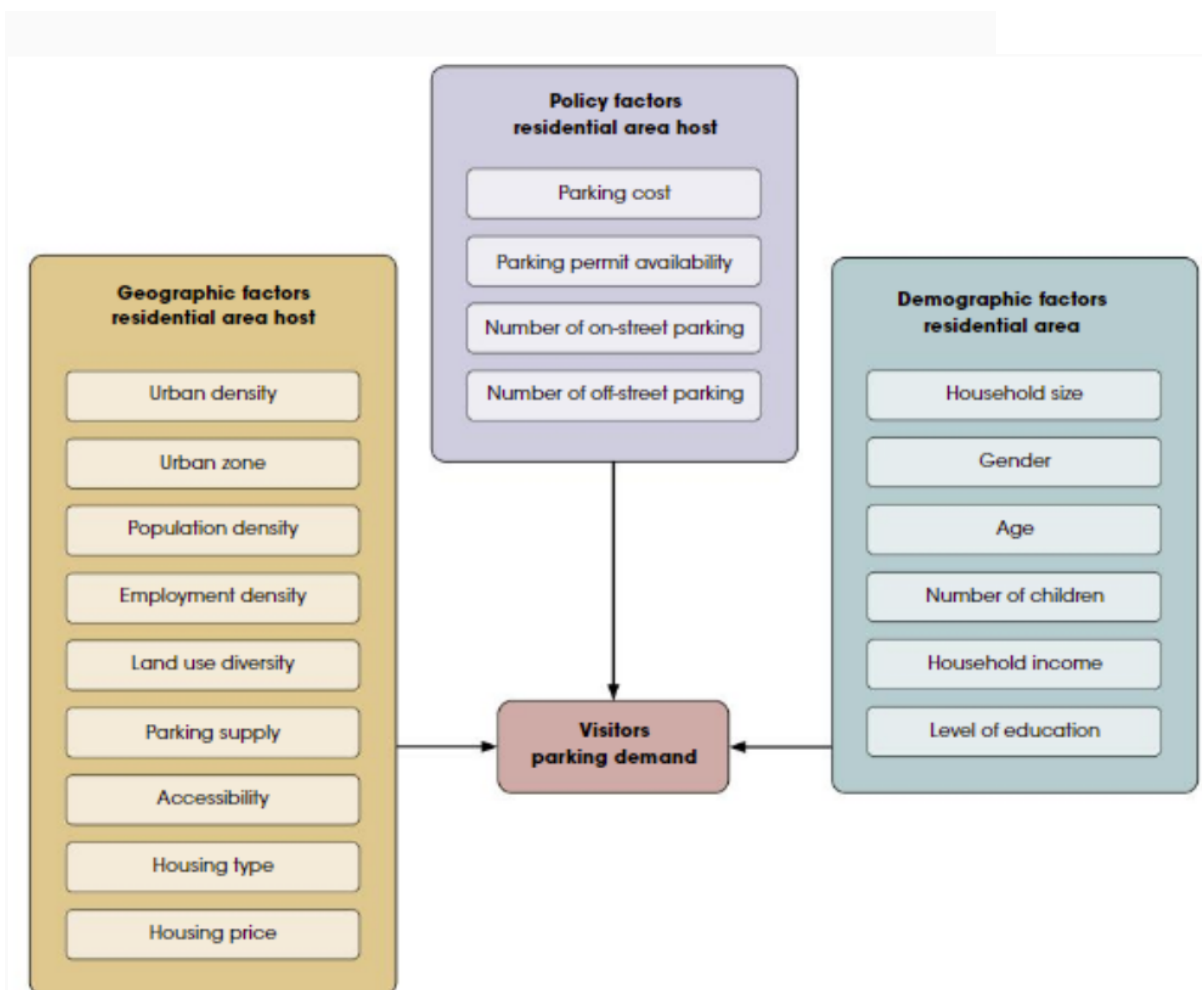 Policy factors
residential area host
Parking cost
Parking permit availability
Number of on-street parking
Number of off-street parking
Geographic factors
residential area host
Urban density
Urban zone
Population density
Employment density
Land use diversity
Parking supply
Accessibility
Housing type
Housing price
Demographic factors
residential area
Household size
Gender
Age
Number of children
Household income
Level of education
Visitors
parking demand